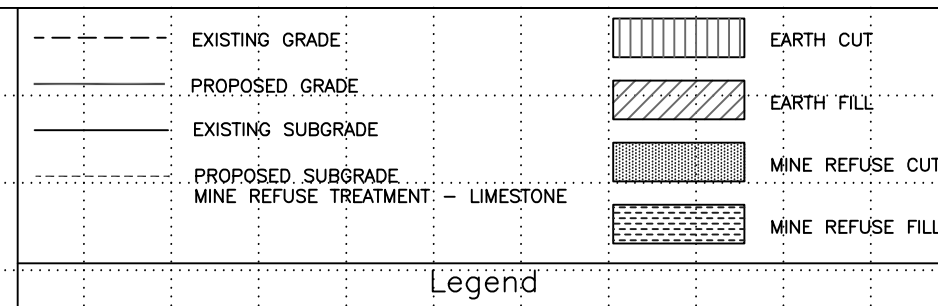 EXISTING GRADE
PROPOSED GRADE
EXISTING SUBGRADE
PROPOSED SUBGRADE
MINE REFUSE TREATMENT – LIMESTONE
EARTH CUT
EARTH FILL
MINE REFUSE CUT
MINE REFUSE FILL
Legend